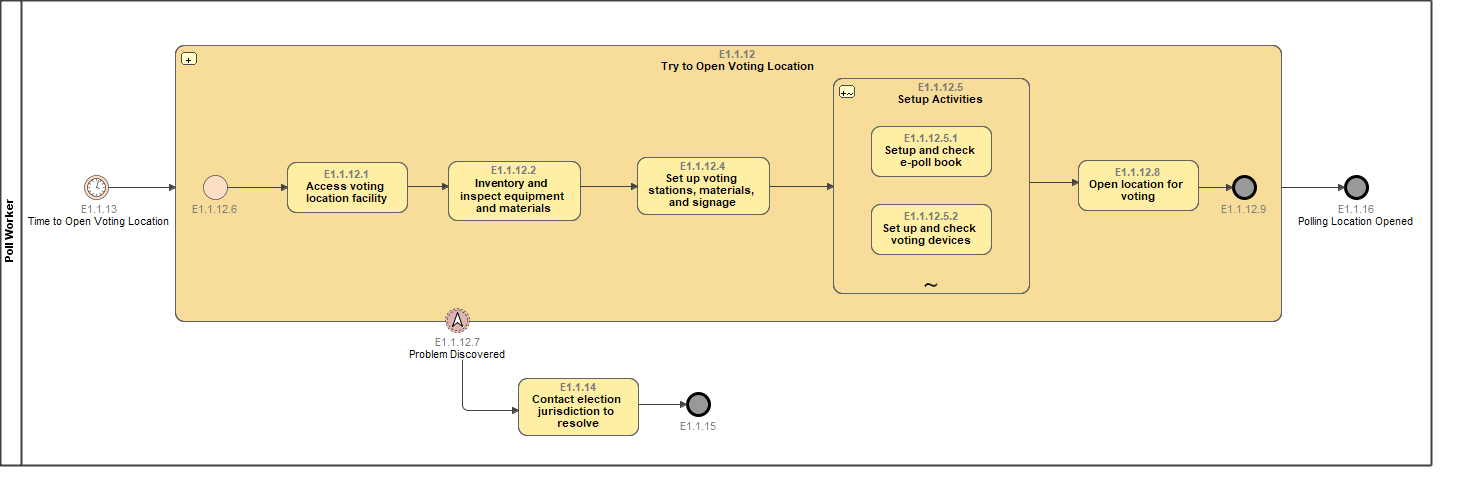 Poll Worker
E1.1.12
Try to Open Voting Location
E1.1.13
Time to Open Voting Location
E1.1.12.6
E1.1.12.1
Access voting
location facility
E1.1.12.2
Inventory and
inspect equipment
and materials
E1.1.12.4
Set up voting
stations, materials,
and signage
E1.1.12.5
Setup Activities
E1.1.12.5.1
Setup and check
e-poll book
E1.1.12.5.2
Set up and check
voting devices
E1.1.12.8
Open location for
voting
E1.1.12.9
E1.1.16
Polling Location Opened
E1.1.12.7
Problem Discovered
E1.1.14
Contact election
jurisdiction to
resolve
E1.1.15